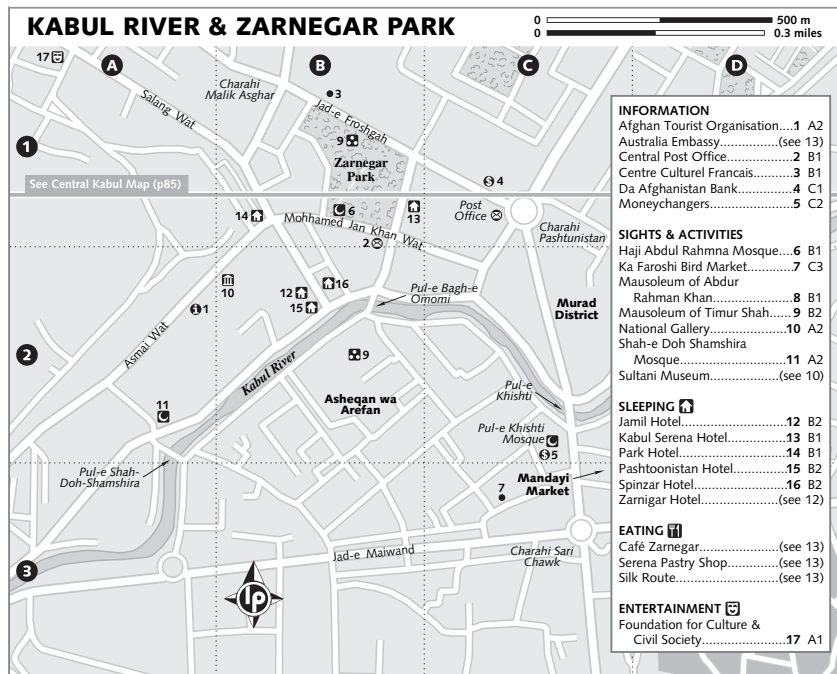 KABUL RIVER & ZARNEGAR PARK
0 500 m
0 0.3 miles
17
A
B
C
D
Charahi
Malik Asghar
3
Salang Wat
Jad-e Froshgah
1
9
Zarnegar
Park
See Central Kabul Map (p85)
4
14
6
13
Post
Office
Mohhamed Jan Khan Wat
2
Charahi
Pashtunistan
10
12
16
15
Pul-e Bagh-e
Omomi
Murad
District
1
Asmai Wat
2
Kabul River
9
Asheqan wa
Arefan
Pul-e
Khishti
11
Pul-e Khishti
Mosque
5
Pul-e Shah-
Doh-Shamshira
7
Mandayi
Market
3
Jad-e Maiwand
Charahi Sari
Chawk
lp
INFORMATION
Afghan Tourist Organisation....1 A2
Australia Embassy................(see 13)
Central Post Office................2 B1
Centre Culturel Francais........3 B1
Da Afghanistan Bank.............4 C1
Moneychangers.....................5 C2
SIGHTS & ACTIVITIES
Haji Abdul Rahmna Mosque...6 B1
Ka Faroshi Bird Market...........7 C3
Mausoleum of Abdur
Rahman Khan....................8 B1
Mausoleum of Timur Shah.....9 B2
National Gallery...................10 A2
Shah-e Doh Shamshira
Mosque............................11 A2
Sultani Museum.................(see 10)
SLEEPING
Jamil Hotel..........................12 B2
Kabul Serena Hotel...............13 B1
Park Hotel...........................14 B1
Pashtoonistan Hotel.............15 B2
Spinzar Hotel.......................16 B2
Zarnigar Hotel.....................(see 12)
EATING
Café Zarnegar....................(see 13)
Serena Pastry Shop.............(see 13)
Silk Route..........................(see 13)
ENTERTAINMENT
Foundation for Culture &
Civil Society......................17 A1